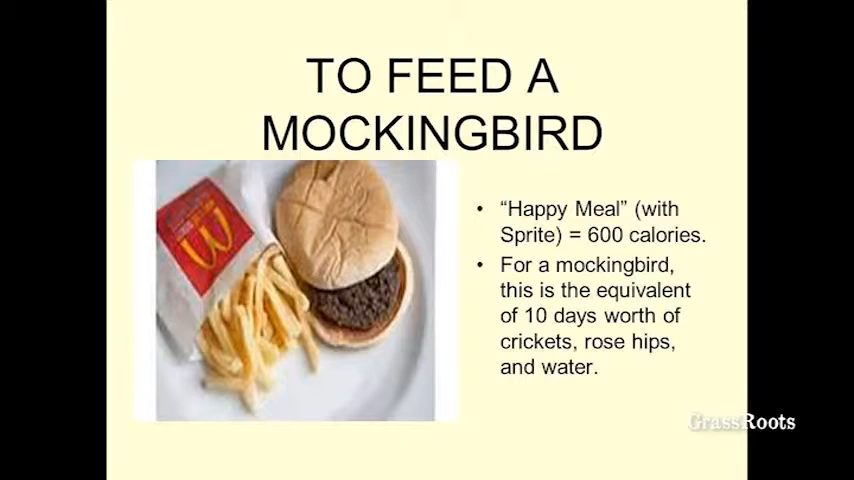 TO FEED A
MOCKINGBIRD
• “Happy Meal” (with
Sprite) = 600 calories.
• For a mockingbird,
this is the equivalent
of 10 days worth of
crickets, rose hips,
and water.
GrassRoots